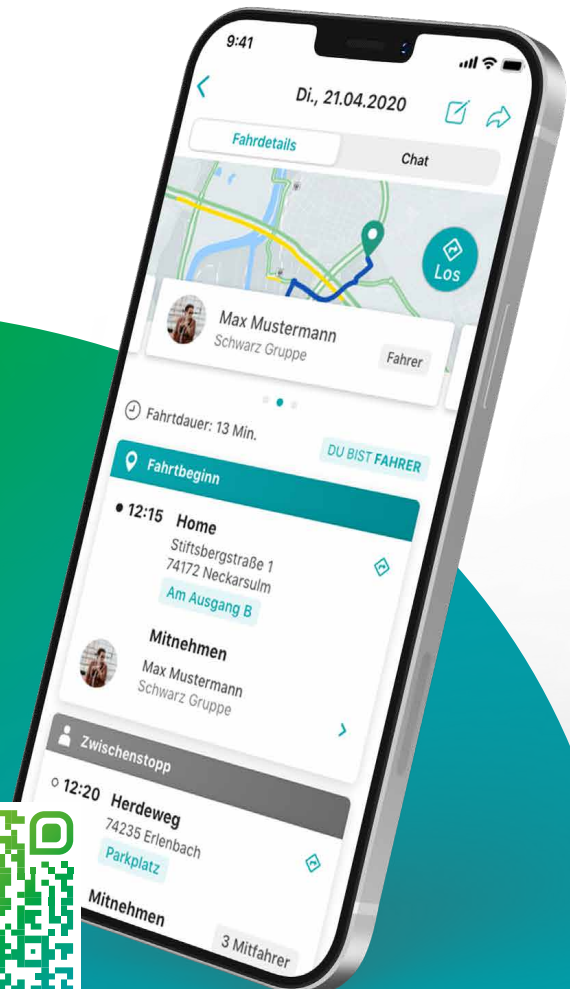 9:41
Di., 21.04.2020
Fahrdetails
Chat
Los
Max Mustermann
Schwarz Gruppe
Fahrer
Fahrtdauer: 13 Min.
DU BIST FAHRER
Fahrtbeginn
12:15 Home
Stiftsbergstraße 1
74172 Neckarsulm
Am Ausgang B
Mitnehmen
Max Mustermann
Schwarz Gruppe
Zwischenstopp
12:20 Herdeweg
74235 Erlenbach
Parkplatz
Mitnehmen
3 Mitfahrer